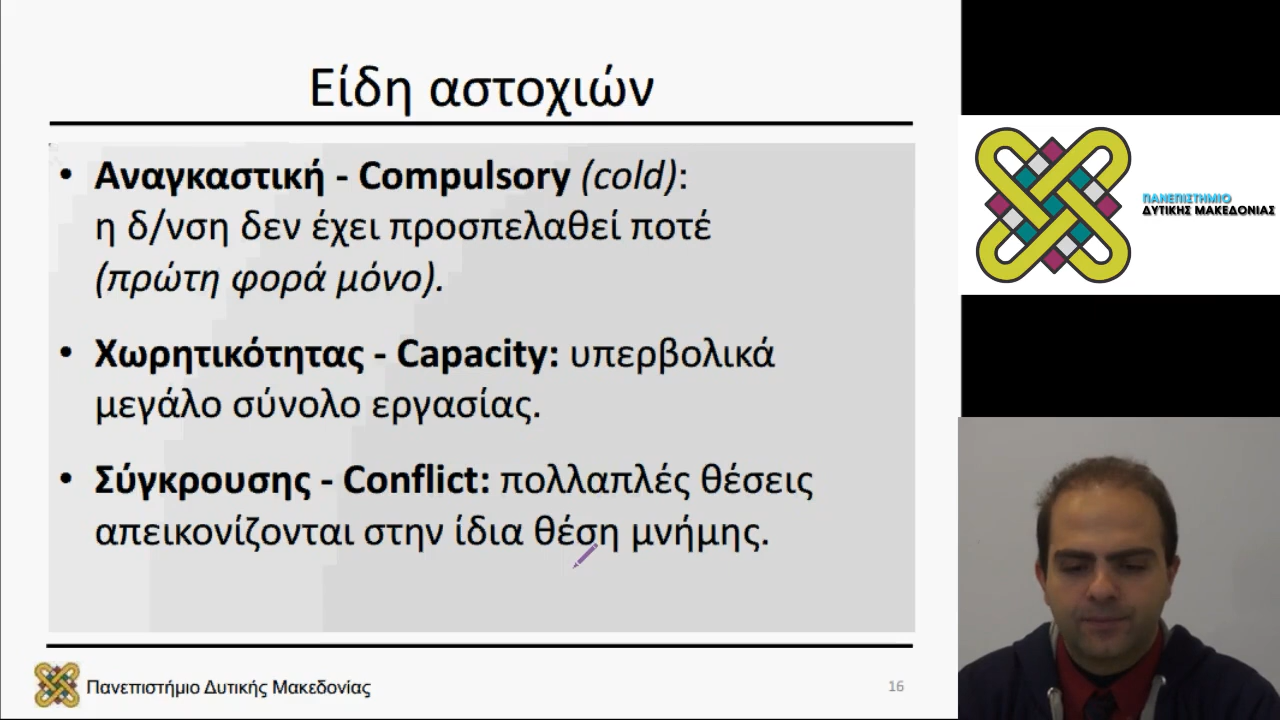 Είδη αστοχιών
• Αναγκαστική - Compulsory (cold):
η δ/νση δεν έχει προσπελαθεί ποτέ
(πρώτη φορά μόνο).
• Χωρητικότητας - Capacity: υπερβολικά
μεγάλο σύνολο εργασίας.
• Σύγκρουσης - Conflict: πολλαπλές θέσεις
απεικονίζονται στην ίδια θέση μνήμης.
Πανεπιστήμιο Δυτικής Μακεδονίας
16
ΠΑΝΕΠΙΣΤΗΜΙΟ
ΔΥΤΙΚΗΣ ΜΑΚΕΔΟΝΙΑΣ